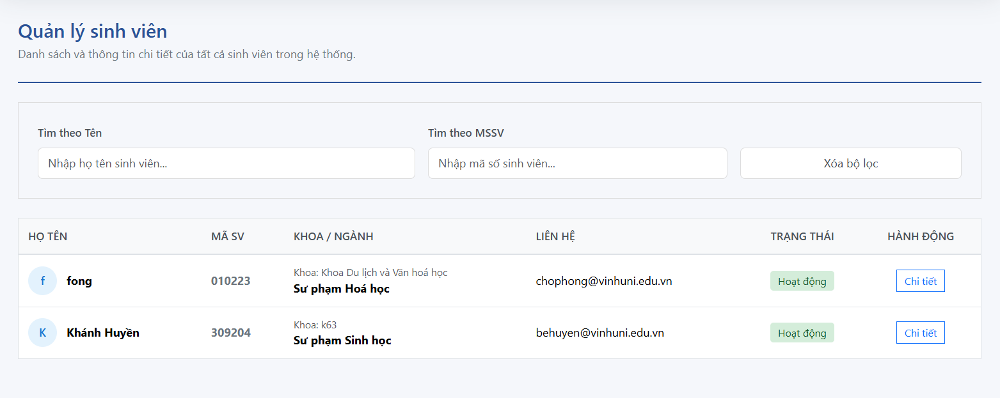 Quản lý sinh viên
Danh sách và thông tin chi tiết của tất cả sinh viên trong hệ thống.
Tìm theo Tên
Tìm theo MSSV
Nhập họ tên sinh viên...
Nhập mã số sinh viên...
Xóa bộ lọc
HỌ TÊN MÃ SV KHOA / NGÀNH LIÊN HỆ TRẠNG THÁI HÀNH ĐỘNG
f fong 010223 Khoa: Khoa Du lịch và Văn hoá học
Sư phạm Hoá học chophong@vinhuni.edu.vn Hoạt động Chi tiết
K Khánh Huyền 309204 Khoa: k63
Sư phạm Sinh học behuyen@vinhuni.edu.vn Hoạt động Chi tiết